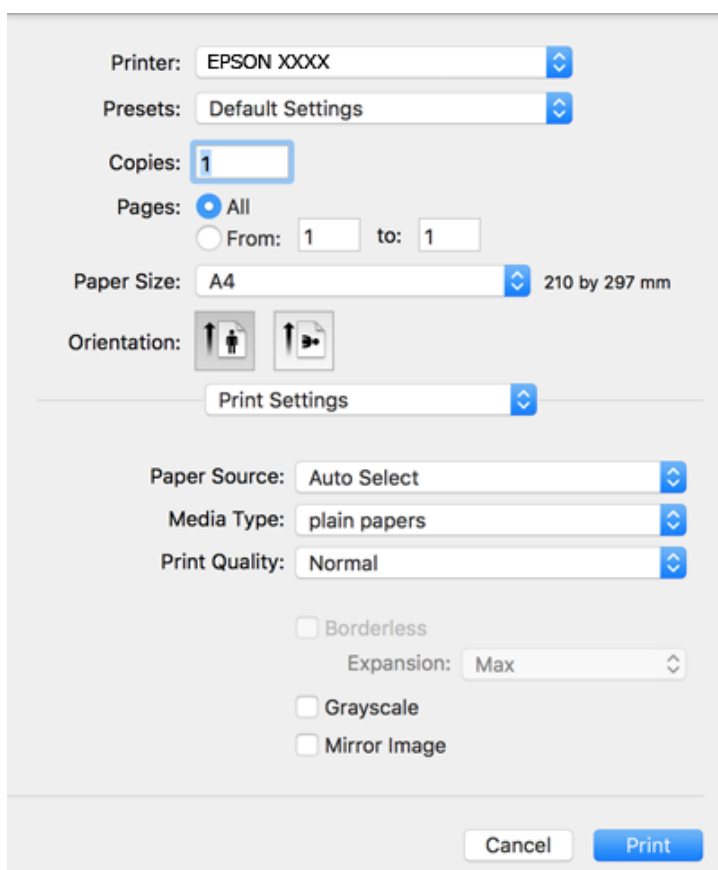 Printer: EPSON XXXX
Presets: Default Settings
Copies: 1
Pages: All
From: 1 to: 1
Paper Size: A4 210 by 297 mm
Orientation:
Print Settings
Paper Source: Auto Select
Media Type: plain papers
Print Quality: Normal
Borderless
Expansion: Max
Grayscale
Mirror Image
Cancel Print